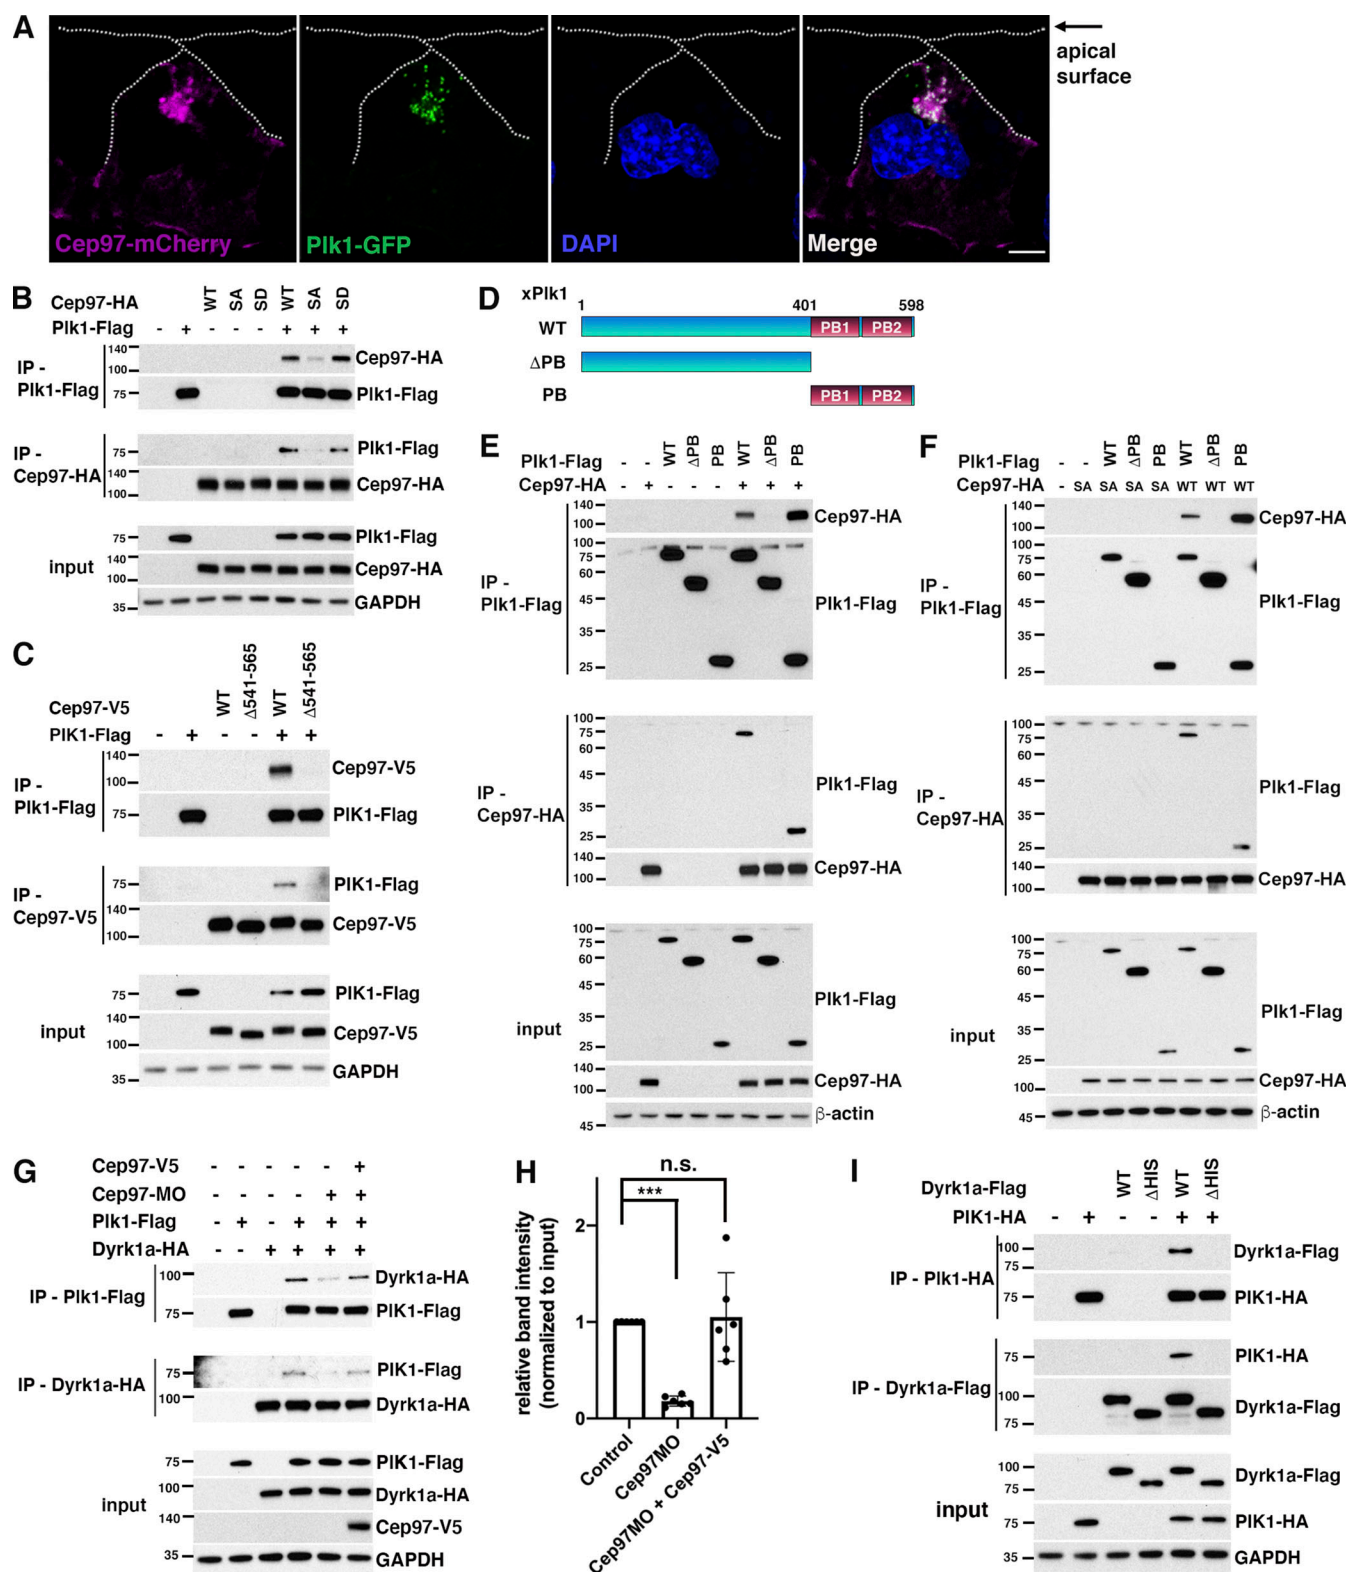 A
apical
surface
Cep97-mCherry
Plk1-GFP
DAPI
Merge
B
Cep97-HA WT SA SD WT SA SD
Plk1-Flag - + - - - + + +
IP -
Plk1-Flag
140
100
Cep97-HA
75
Plk1-Flag
IP -
Cep97-HA
75
Plk1-Flag
140
100
Cep97-HA
input
75
Plk1-Flag
140
100
Cep97-HA
35
GAPDH
C
Cep97-V5 WT Δ541-565 WT Δ541-565
PlK1-Flag - + - - + +
IP -
Plk1-Flag
140
100
Cep97-V5
75
PlK1-Flag
IP -
Cep97-V5
75
PlK1-Flag
140
100
Cep97-V5
input
75
PlK1-Flag
140
100
Cep97-V5
35
GAPDH
D
xPlk1
1 401 598
WT PB1 PB2
ΔPB
PB PB1 PB2
E
Plk1-Flag - - WT ΔPB PB WT ΔPB PB
Cep97-HA - + - - - + + +
IP -
Plk1-Flag
140
100
Cep97-HA
100
75
60
45
35
25
Plk1-Flag
IP -
Cep97-HA
100
75
60
45
35
25
Plk1-Flag
140
100
Cep97-HA
input
100
75
60
45
35
25
Plk1-Flag
140
100
Cep97-HA
45
β-actin
F
Plk1-Flag - - WT ΔPB PB WT ΔPB PB
Cep97-HA - SA SA SA SA WT WT WT
IP -
Plk1-Flag
140
100
Cep97-HA
100
75
60
45
35
25
Plk1-Flag
IP -
Cep97-HA
100
75
60
45
35
25
Plk1-Flag
140
100
Cep97-HA
input
100
75
60
45
35
25
Plk1-Flag
100
Cep97-HA
45
β-actin
G
Cep97-V5 - - - - - +
Cep97-MO - - - - + +
Plk1-Flag - + - + + +
Dyrk1a-HA - - + + + +
IP - Plk1-Flag
100
Dyrk1a-HA
75
PlK1-Flag
IP - Dyrk1a-HA
75
PlK1-Flag
100
Dyrk1a-HA
input
75
PlK1-Flag
100
Dyrk1a-HA
140
Cep97-V5
35
GAPDH
H
n.s.
***
relative band intensity
(normalized to input)
2
1
0
Control
Cep97MO
Cep97MO + Cep97-V5
I
Dyrk1a-Flag WT ΔHIS WT ΔHIS
PlK1-HA - + - - + +
IP - Plk1-HA
100
75
Dyrk1a-Flag
75
PlK1-HA
IP - Dyrk1a-Flag
75
PlK1-HA
100
75
Dyrk1a-Flag
input
100
75
Dyrk1a-Flag
75
PlK1-HA
35
GAPDH